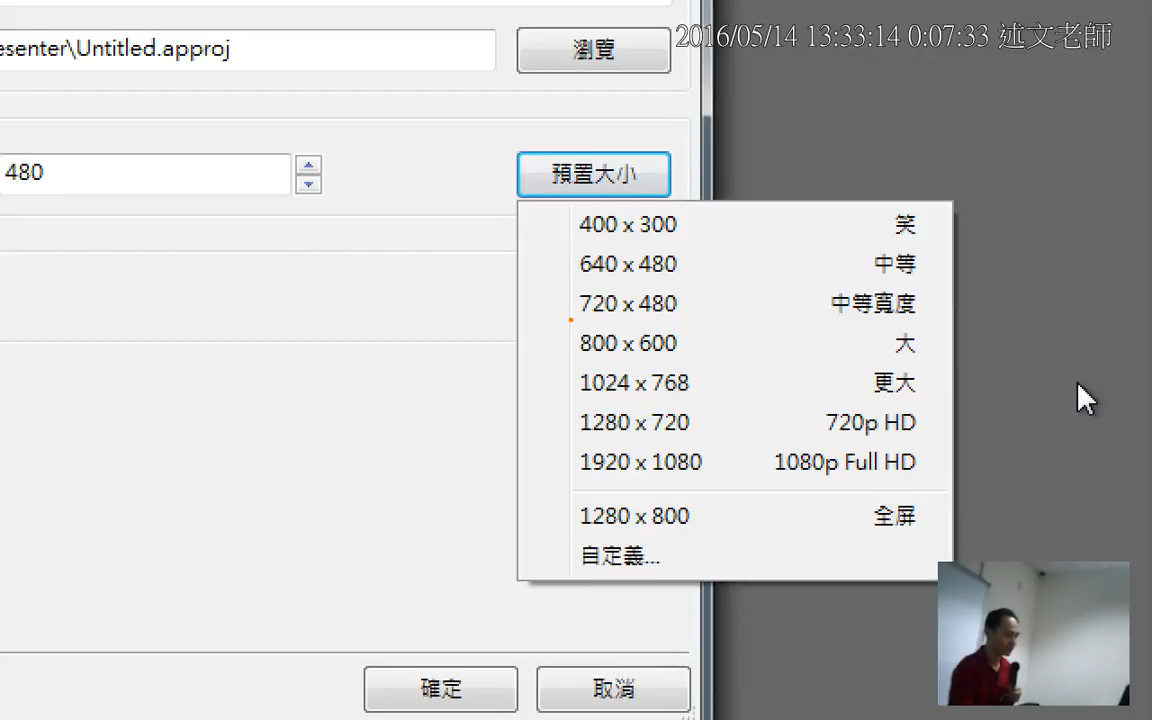 2016/05/14 13:33:14 0:07:33 述文老師
esenter\Untitled.approj
瀏覽
480
預置大小
400 x 300 笑
640 x 480 中等
720 x 480 中等寬度
800 x 600 大
1024 x 768 更大
1280 x 720 720p HD
1920 x 1080 1080p Full HD
1280 x 800 全屏
自定義...
確定
取消